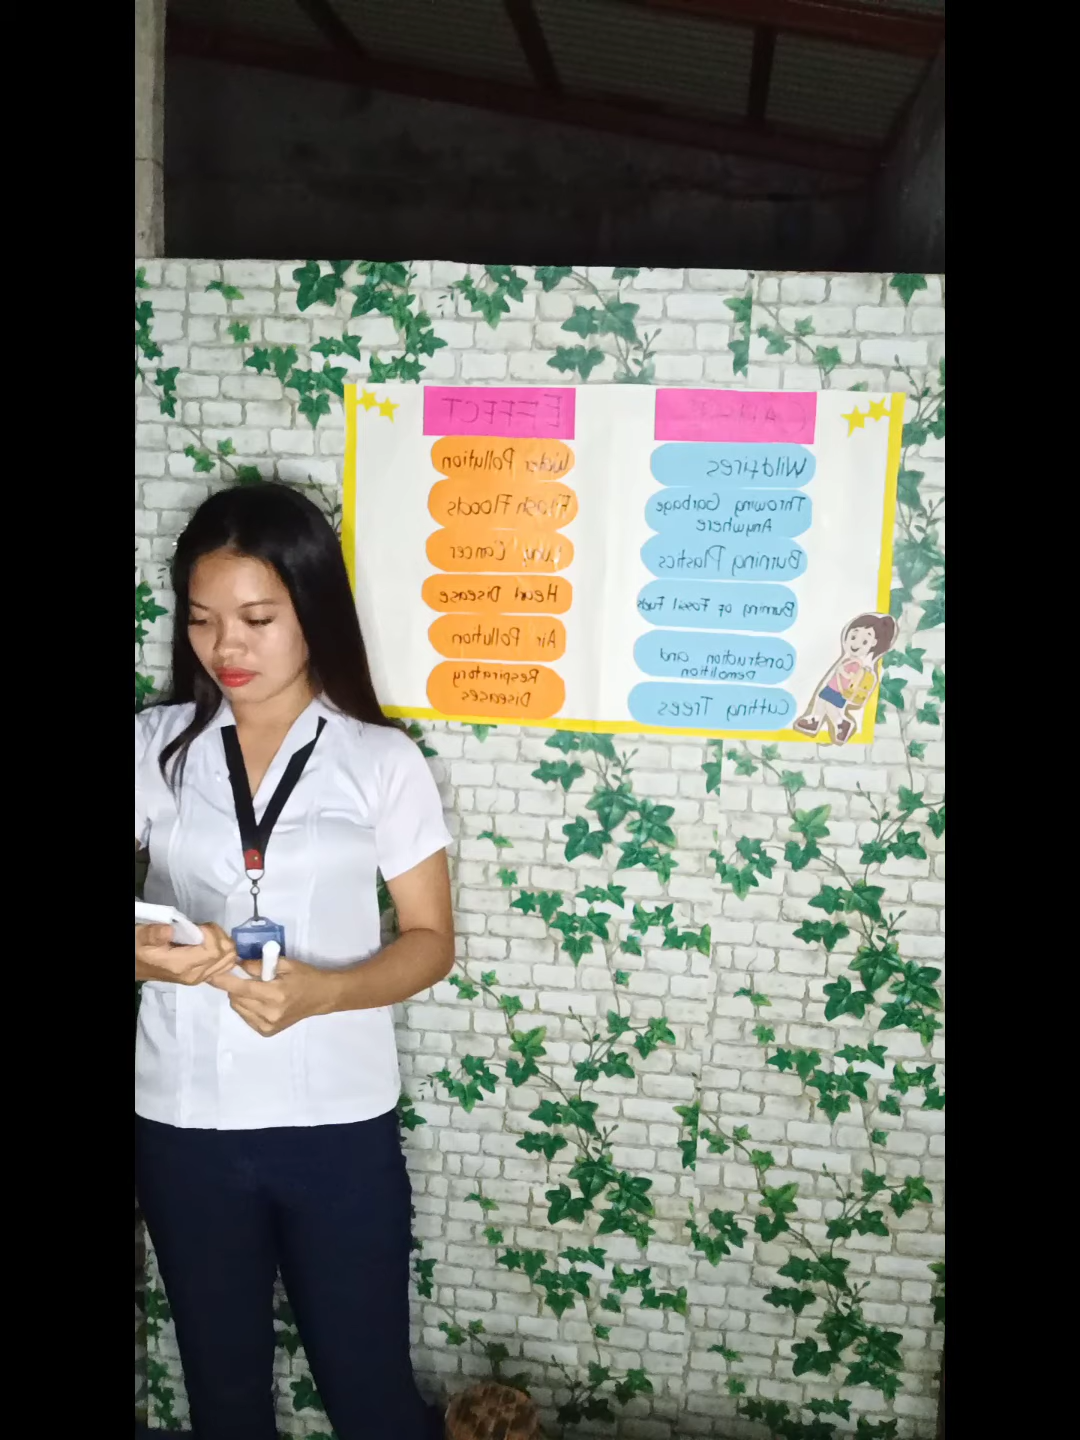 CAUSE
Wildfires
Throwing Garbage
Anywhere
Burning Plastics
Burning of Fossil Fuels
Construction and
Demolition
Cutting Trees
EFFECT
Water Pollution
Flash Floods
Lung Cancer
Heart Disease
Air Pollution
Respiratory
Diseases